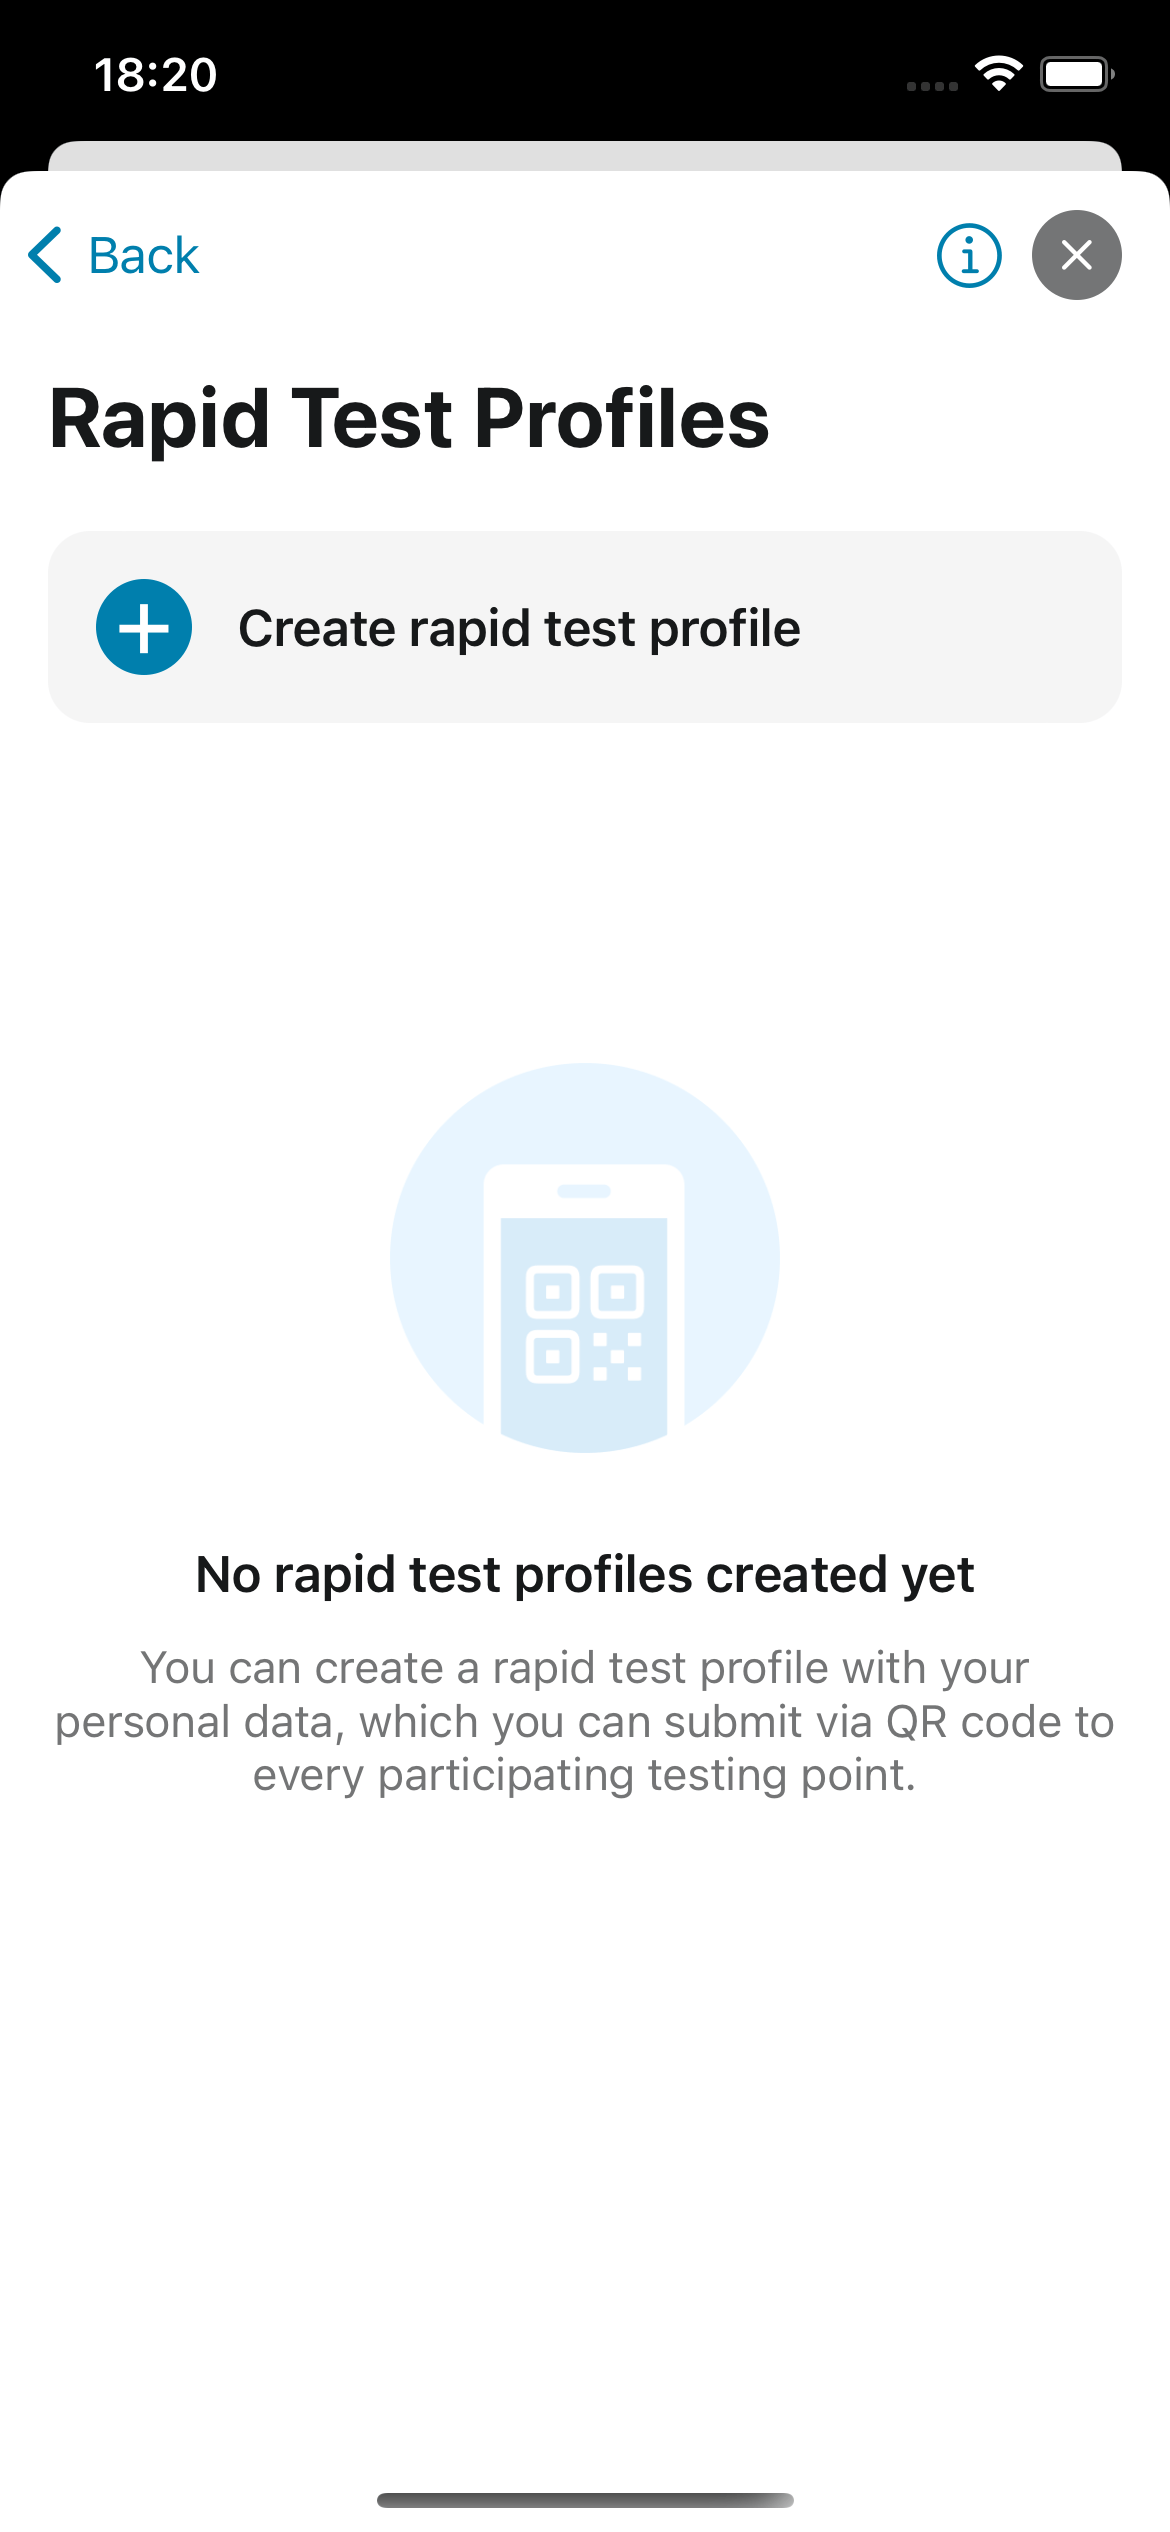 18:20
Back
Rapid Test Profiles
Create rapid test profile
No rapid test profiles created yet
You can create a rapid test profile with your
personal data, which you can submit via QR code to
every participating testing point.